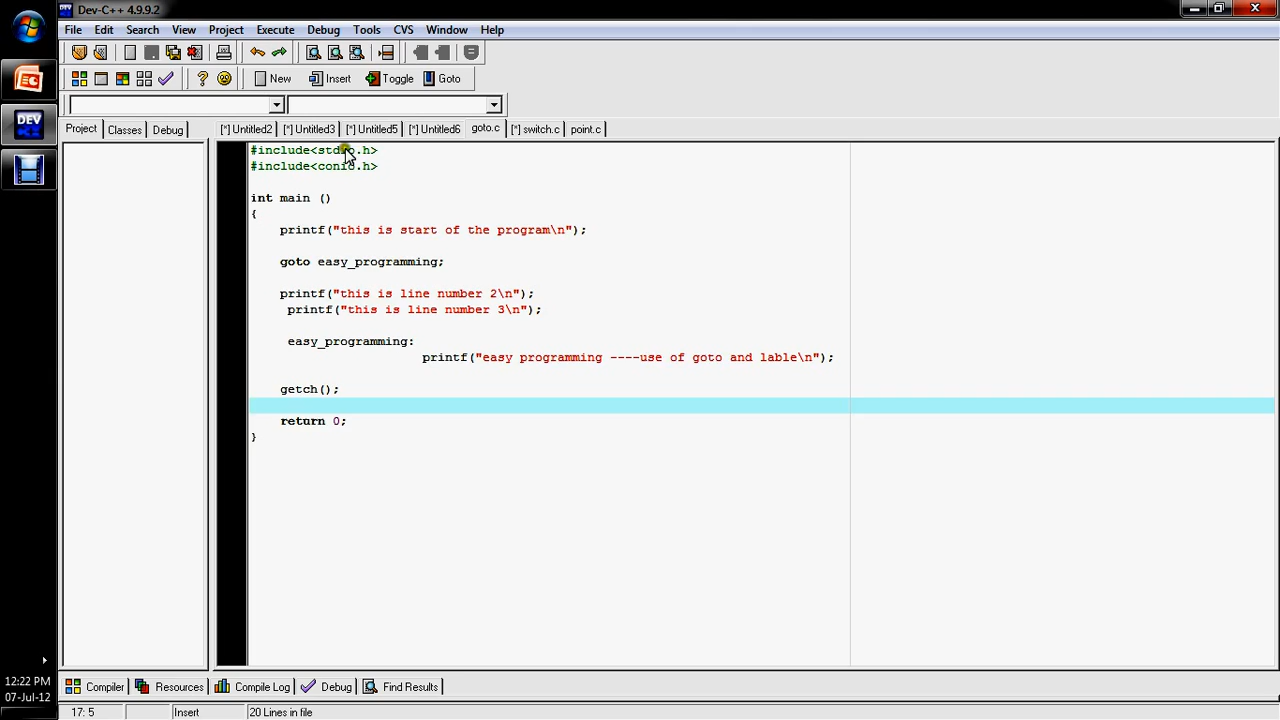 Dev-C++ 4.9.9.2
File Edit Search View Project Execute Debug Tools CVS Window Help
New Insert Toggle Goto
Project Classes Debug [*] Untitled2 [*] Untitled3 [*] Untitled5 [*] Untitled6 goto.c [*] switch.c point.c
#include<stdio.h>
#include<conio.h>
int main ()
{
printf("this is start of the program\n");
goto easy_programming;
printf("this is line number 2\n");
printf("this is line number 3\n");
easy_programming:
printf("easy programming ----use of goto and lable\n");
getch();
return 0;
}
DEV
12:22 PM
07-Jul-12
Compiler Resources Compile Log Debug Find Results
17: 5 Insert 20 Lines in file